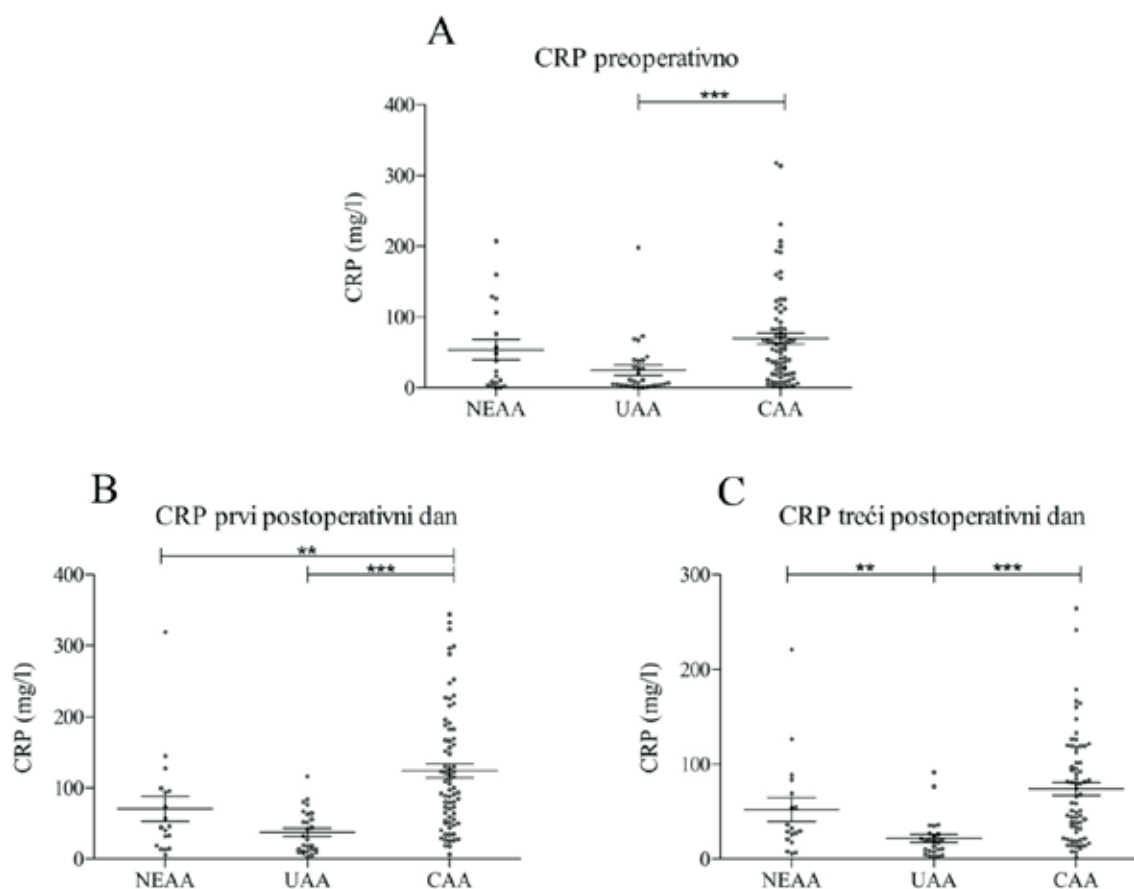 A
CRP preoperativno
***
400
300
200
100
0
CRP (mg/l)
NEAA UAA CAA
B
CRP prvi postoperativni dan
**
***
400
300
200
100
0
CRP (mg/l)
NEAA UAA CAA
C
CRP treći postoperativni dan
** ***
300
200
100
0
CRP (mg/l)
NEAA UAA CAA